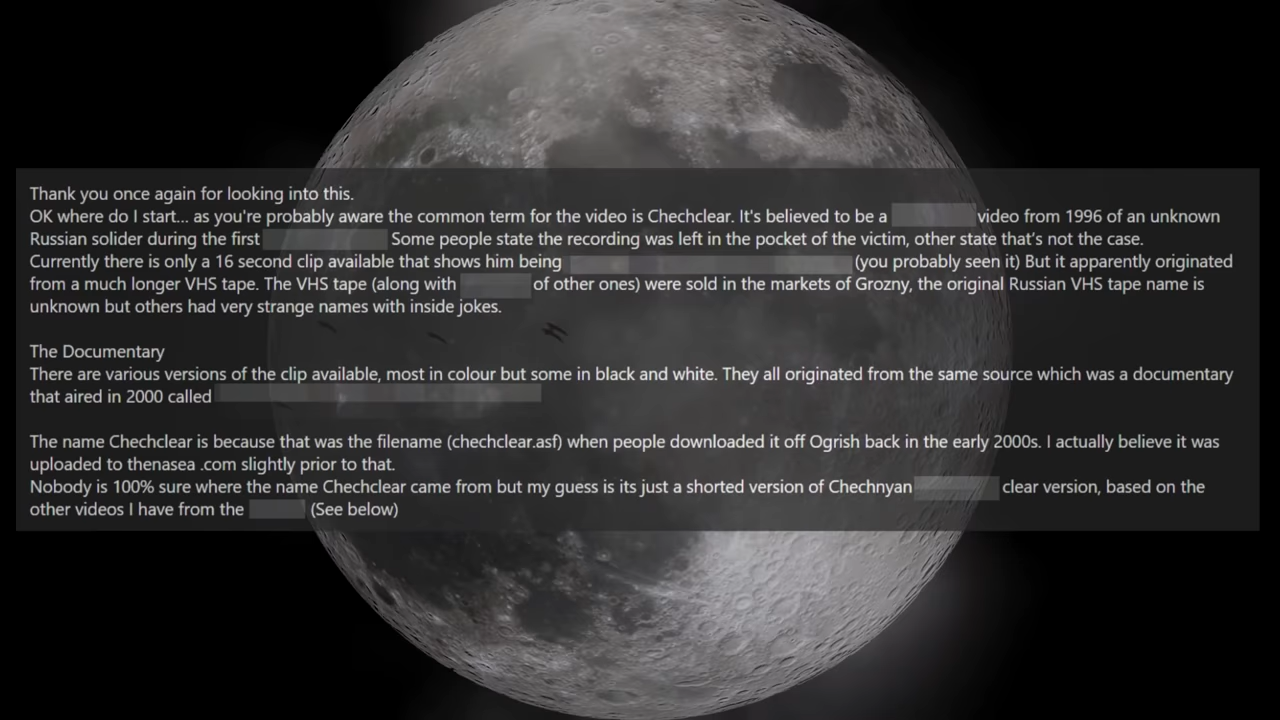 Thank you once again for looking into this.
OK where do I start... as you're probably aware the common term for the video is Chechclear. It's believed to be a video from 1996 of an unknown
Russian solider during the first Some people state the recording was left in the pocket of the victim, other state that's not the case.
Currently there is only a 16 second clip available that shows him being (you probably seen it) But it apparently originated
from a much longer VHS tape. The VHS tape (along with of other ones) were sold in the markets of Grozny, the original Russian VHS tape name is
unknown but others had very strange names with inside jokes.
The Documentary
There are various versions of the clip available, most in colour but some in black and white. They all originated from the same source which was a documentary
that aired in 2000 called
The name Chechclear is because that was the filename (chechclear.asf) when people downloaded it off Ogrish back in the early 2000s. I actually believe it was
uploaded to thenasea .com slightly prior to that.
Nobody is 100% sure where the name Chechclear came from but my guess is its just a shorted version of Chechnyan clear version, based on the
other videos I have from the (See below)